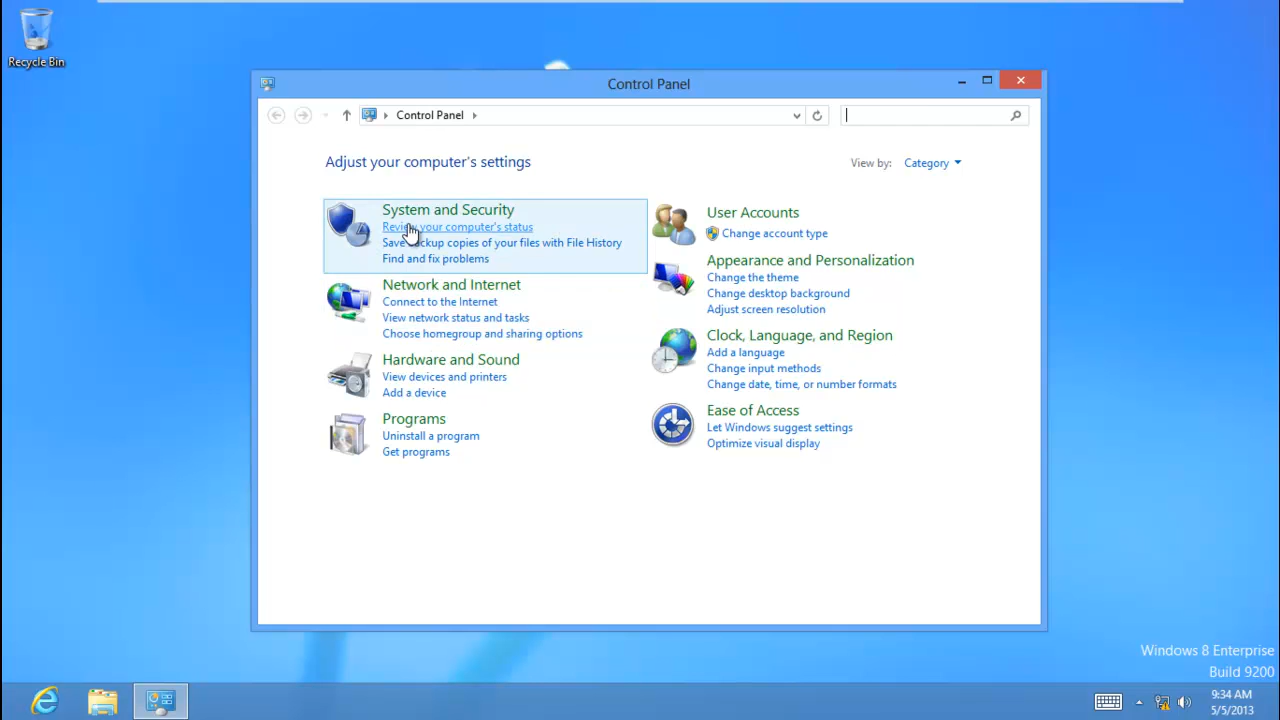 Recycle Bin
Control Panel
Control Panel
Adjust your computer's settings
View by: Category
System and Security
Review your computer's status
Save backup copies of your files with File History
Find and fix problems
Network and Internet
Connect to the Internet
View network status and tasks
Choose homegroup and sharing options
Hardware and Sound
View devices and printers
Add a device
Programs
Uninstall a program
Get programs
User Accounts
Change account type
Appearance and Personalization
Change the theme
Change desktop background
Adjust screen resolution
Clock, Language, and Region
Add a language
Change input methods
Change date, time, or number formats
Ease of Access
Let Windows suggest settings
Optimize visual display
Windows 8 Enterprise
Build 9200
9:34 AM
5/5/2013